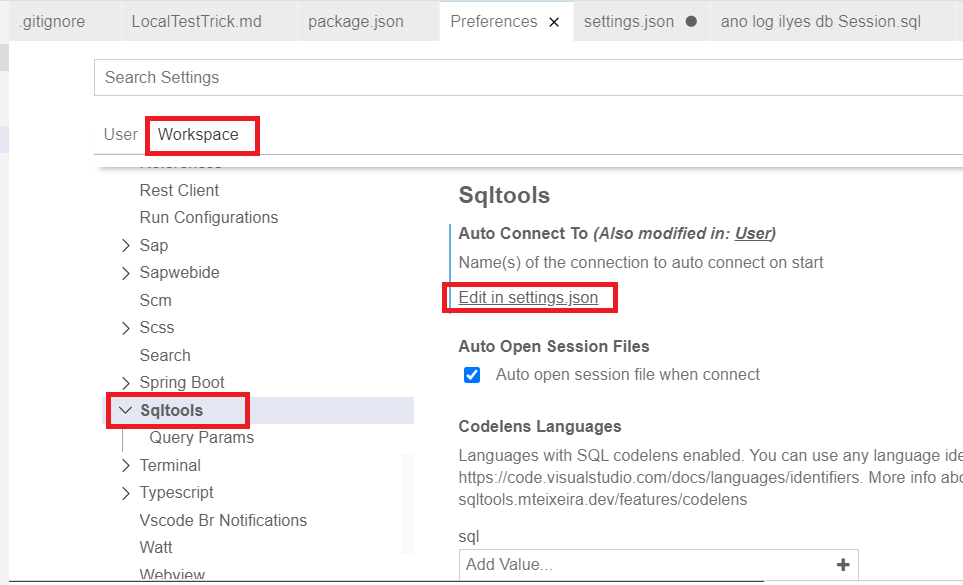 .gitignore LocalTestTrick.md package.json Preferences × settings.json ● ano log ilyes db Session.sql
Search Settings
User Workspace
Rest Client
Run Configurations
Sap
Sapwebide
Scm
Scss
Search
Spring Boot
Sqltools
Query Params
Terminal
Typescript
Vscode Br Notifications
Watt
Webview
Sqltools
Auto Connect To (Also modified in: User)
Name(s) of the connection to auto connect on start
Edit in settings.json
Auto Open Session Files
Auto open session file when connect
Codelens Languages
Languages with SQL codelens enabled. You can use any language ide
https://code.visualstudio.com/docs/languages/identifiers. More info abo
sqltools.mteixeira.dev/features/codelens
sql
Add Value... +